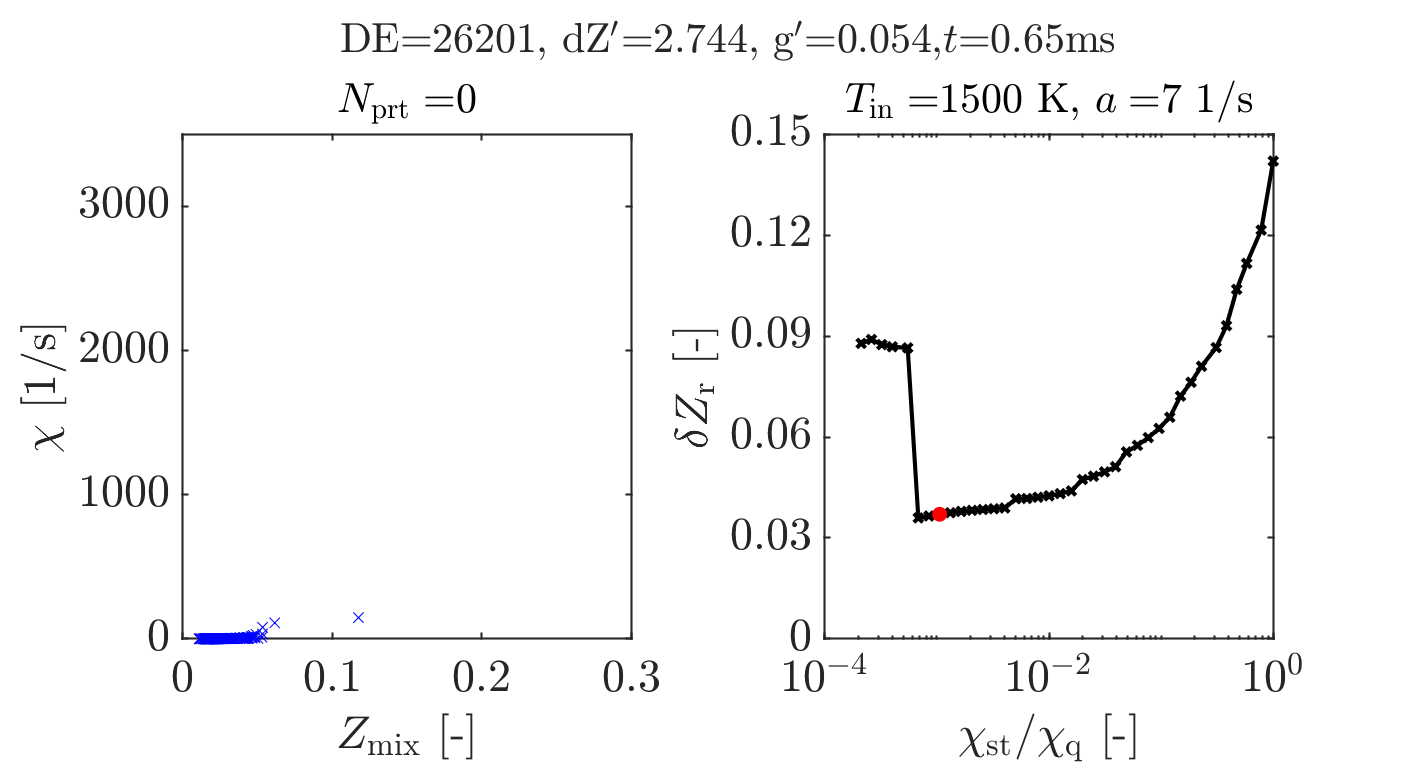 DE=26201, dZ′=2.744, g′=0.054,t=0.65ms
N_prt =0
T_in =1500 K, a =7 1/s
3000
2000
1000
0
χ [1/s]
0 0.1 0.2 0.3
Z_mix [-]
0.15
0.12
0.09
0.06
0.03
0
δZ_r [-]
10^−4 10^−2 10^0
χ_st/χ_q [-]